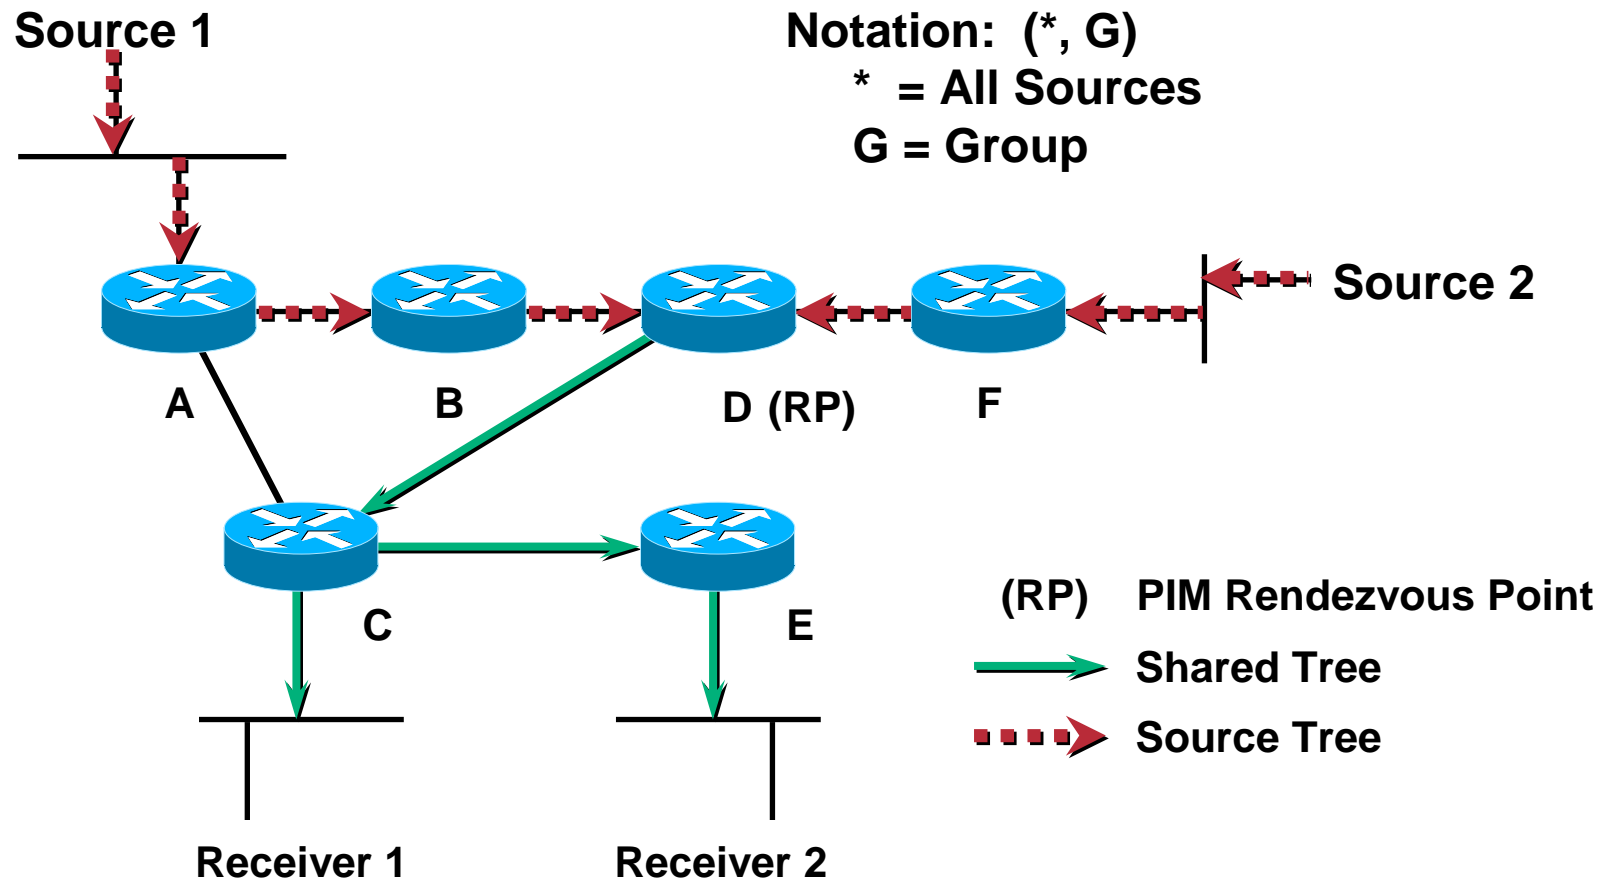 Source 1
Notation: (*, G)
* = All Sources
G = Group
Source 2
A
B
D (RP)
F
C
E
(RP) PIM Rendezvous Point
Shared Tree
Source Tree
Receiver 1
Receiver 2